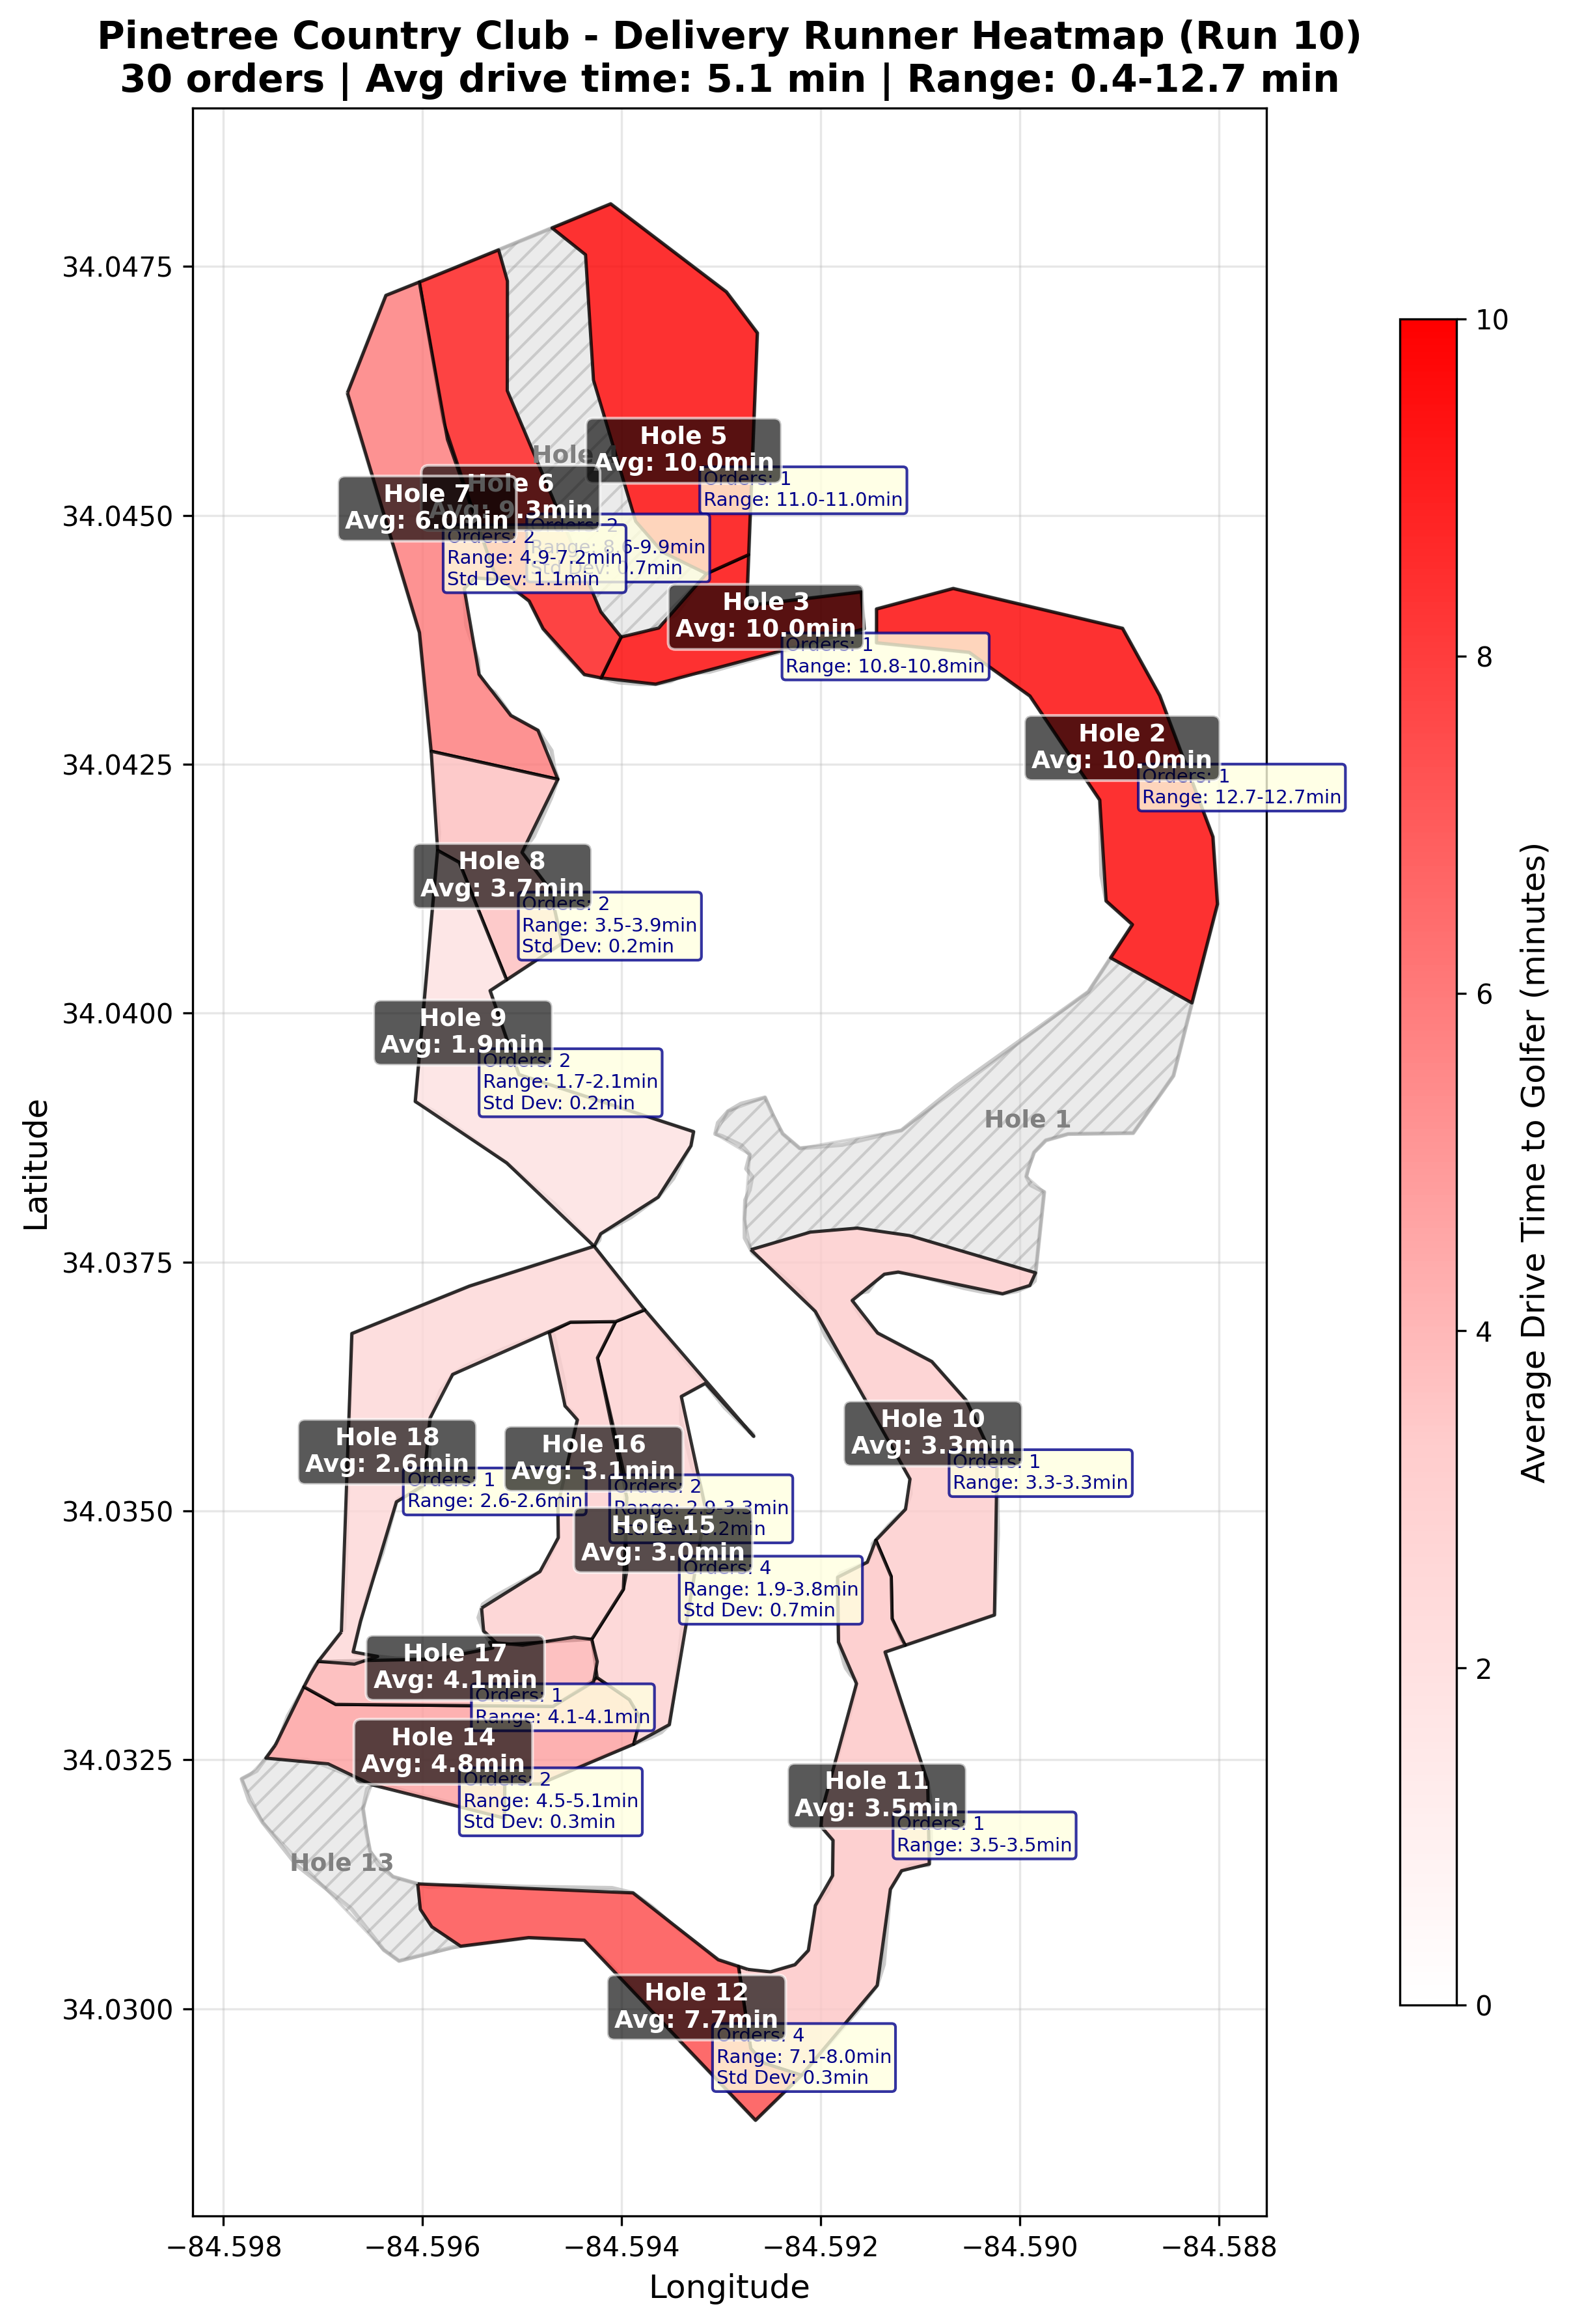 Pinetree Country Club - Delivery Runner Heatmap (Run 10)
30 orders | Avg drive time: 5.1 min | Range: 0.4-12.7 min
34.0475
34.0450
34.0425
34.0400
34.0375
34.0350
34.0325
34.0300
Latitude
−84.598
−84.596
−84.594
−84.592
−84.590
−84.588
Longitude
10
8
6
4
2
0
Average Drive Time to Golfer (minutes)
Hole
Hole 5
Avg: 10.0min
Orders: 1
Range: 11.0-11.0min
Hole 6
Avg: 9.3min
Orders: 2
Range: 8.6-9.9min
Std Dev: 0.7min
Hole 7
Avg: 6.0min
Orders: 2
Range: 4.9-7.2min
Std Dev: 1.1min
Hole 3
Avg: 10.0min
Orders: 1
Range: 10.8-10.8min
Hole 2
Avg: 10.0min
Orders: 1
Range: 12.7-12.7min
Hole 8
Avg: 3.7min
Orders: 2
Range: 3.5-3.9min
Std Dev: 0.2min
Hole 9
Avg: 1.9min
Orders: 2
Range: 1.7-2.1min
Std Dev: 0.2min
Hole 1
Hole 10
Avg: 3.3min
Orders: 1
Range: 3.3-3.3min
Hole 18
Avg: 2.6min
Orders: 1
Range: 2.6-2.6min
Hole 16
Avg: 3.1min
Orders: 2
Range: 2.9-3.3min
Std Dev: 0.2min
Hole 15
Avg: 3.0min
Orders: 4
Range: 1.9-3.8min
Std Dev: 0.7min
Hole 17
Avg: 4.1min
Orders: 1
Range: 4.1-4.1min
Hole 14
Avg: 4.8min
Orders: 2
Range: 4.5-5.1min
Std Dev: 0.3min
Hole 11
Avg: 3.5min
Orders: 1
Range: 3.5-3.5min
Hole 13
Hole 12
Avg: 7.7min
Orders: 4
Range: 7.1-8.0min
Std Dev: 0.3min